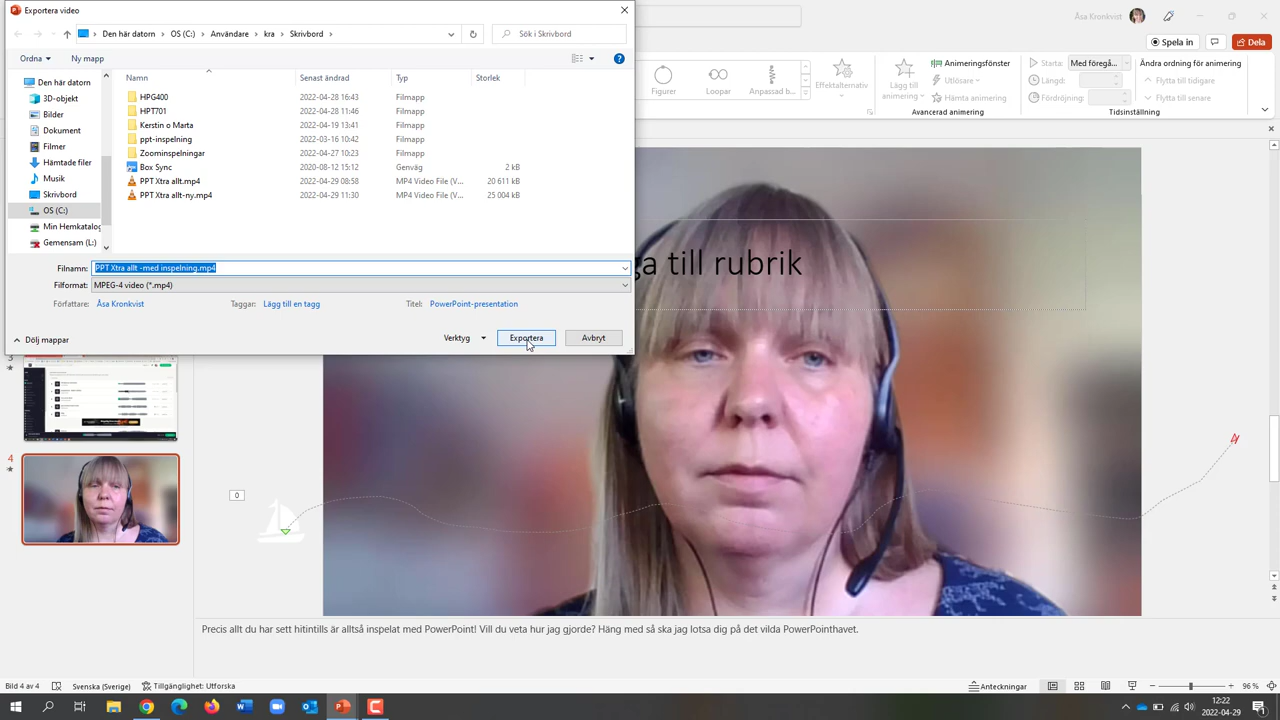 Exportera video
Åsa Kronkvist
Den här datorn
OS (C:)
Användare
kra
Skrivbord
Sök i Skrivbord
Spela in
Dela
Ordna
Ny mapp
Namn
Senast ändrad
Typ
Storlek
Den här datorn
3D-objekt
Bilder
Dokument
Filmer
Hämtade filer
Musik
Skrivbord
OS (C:)
Min Hemkatalog
Gemensam (L:)
HPG400 2022-04-28 16:43 Filmapp
HPT701 2022-04-28 11:46 Filmapp
Kerstin o Marta 2022-04-19 13:41 Filmapp
ppt-inspelning 2022-03-16 10:42 Filmapp
Zoominspelningar 2022-04-27 10:23 Filmapp
Box Sync 2020-08-12 15:12 Genväg 2 kB
PPT Xtra allt.mp4 2022-04-29 08:58 MP4 Video File (V... 20 611 kB
PPT Xtra allt-ny.mp4 2022-04-29 11:30 MP4 Video File (V... 25 004 kB
Filnamn: PPT Xtra allt -med inspelning.mp4
Filformat: MPEG-4 video (*.mp4)
Författare: Åsa Kronkvist
Taggar: Lägg till en tagg
Titel: PowerPoint-presentation
Dölj mappar
Verktyg
Exportera
Avbryt
Figurer
Loopar
Anpassad b...
Effektalternativ
Lägg till
animering
Animeringsfönster
Utlösare
Hämta animering
Avancerad animering
Starta: Med föregå...
Längd:
Fördröjning:
Ändra ordning för animering
Flytta till tidigare
Flytta till senare
Tidsinställning
ga till rubrik
3
4
0
Precis allt du har sett hitintills är alltså inspelat med PowerPoint! Vill du veta hur jag gjorde? Häng med så ska jag lotsa dig på det vilda PowerPointhavet.
Bild 4 av 4
Svenska (Sverige)
Tillgänglighet: Utforska
Anteckningar
96 %
12:22
2022-04-29